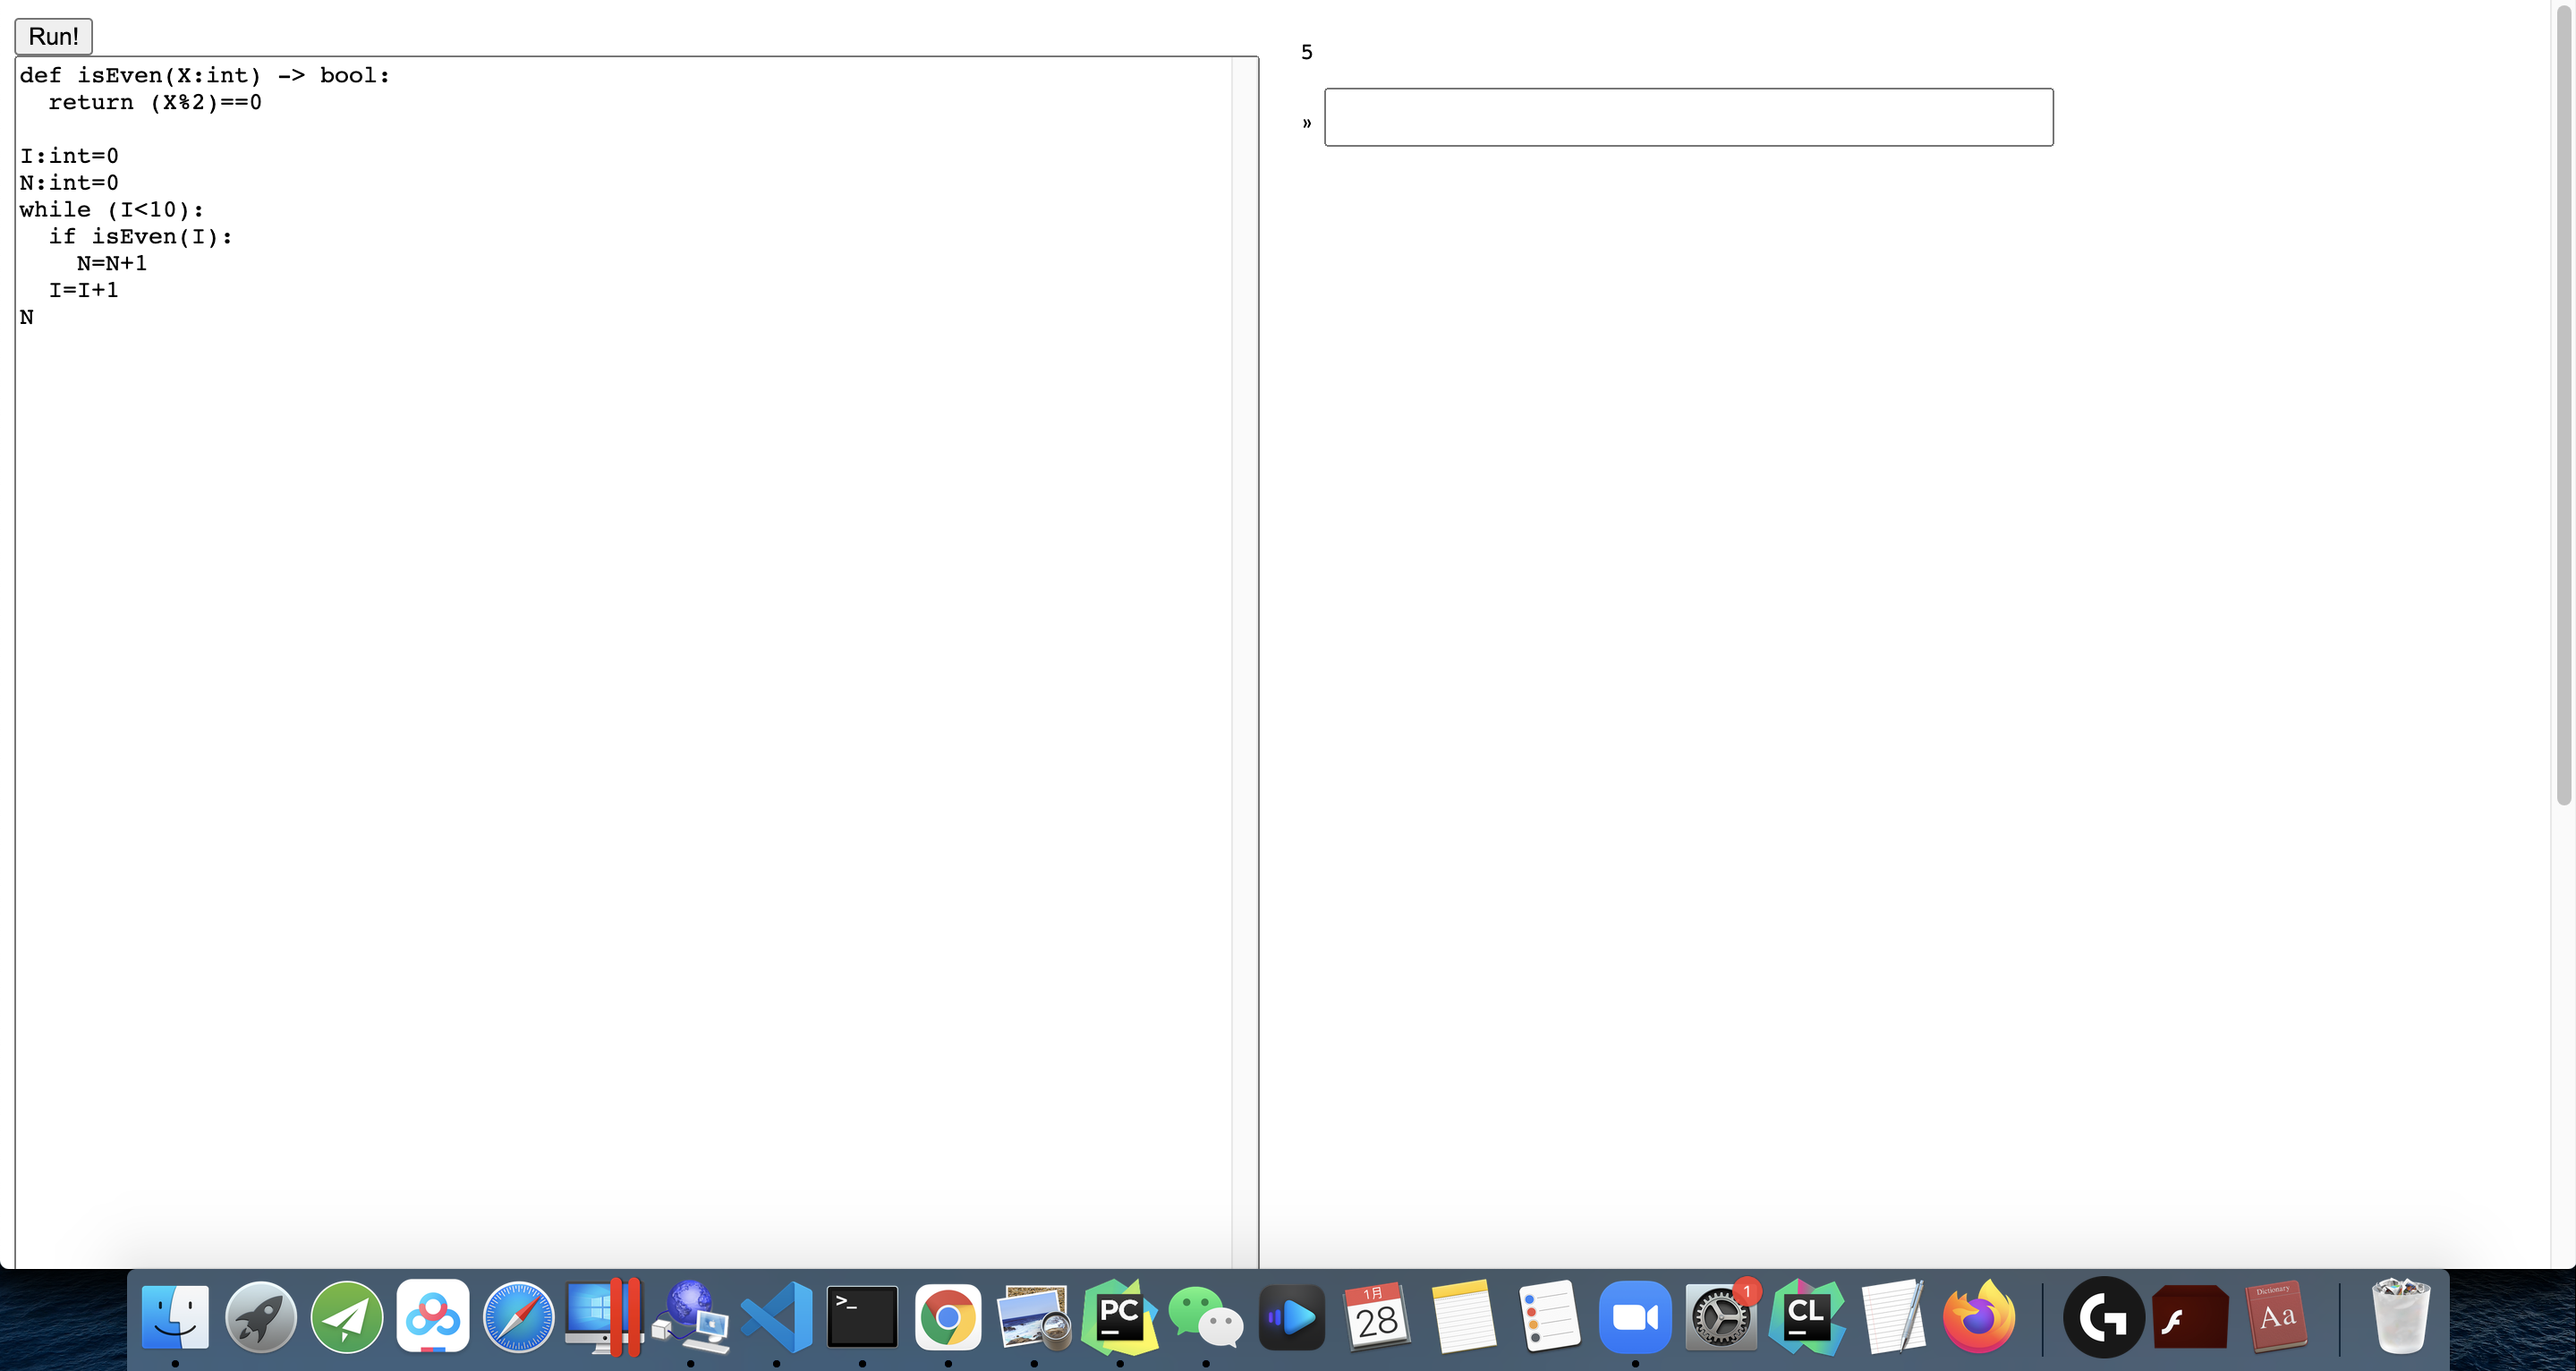 Run!
def isEven(X:int) -> bool:
  return (X%2)==0
I:int=0
N:int=0
while (I<10):
  if isEven(I):
    N=N+1
  I=I+1
N
5
»
>_
PC
1月
28
1
CL
Dictionary
Aa